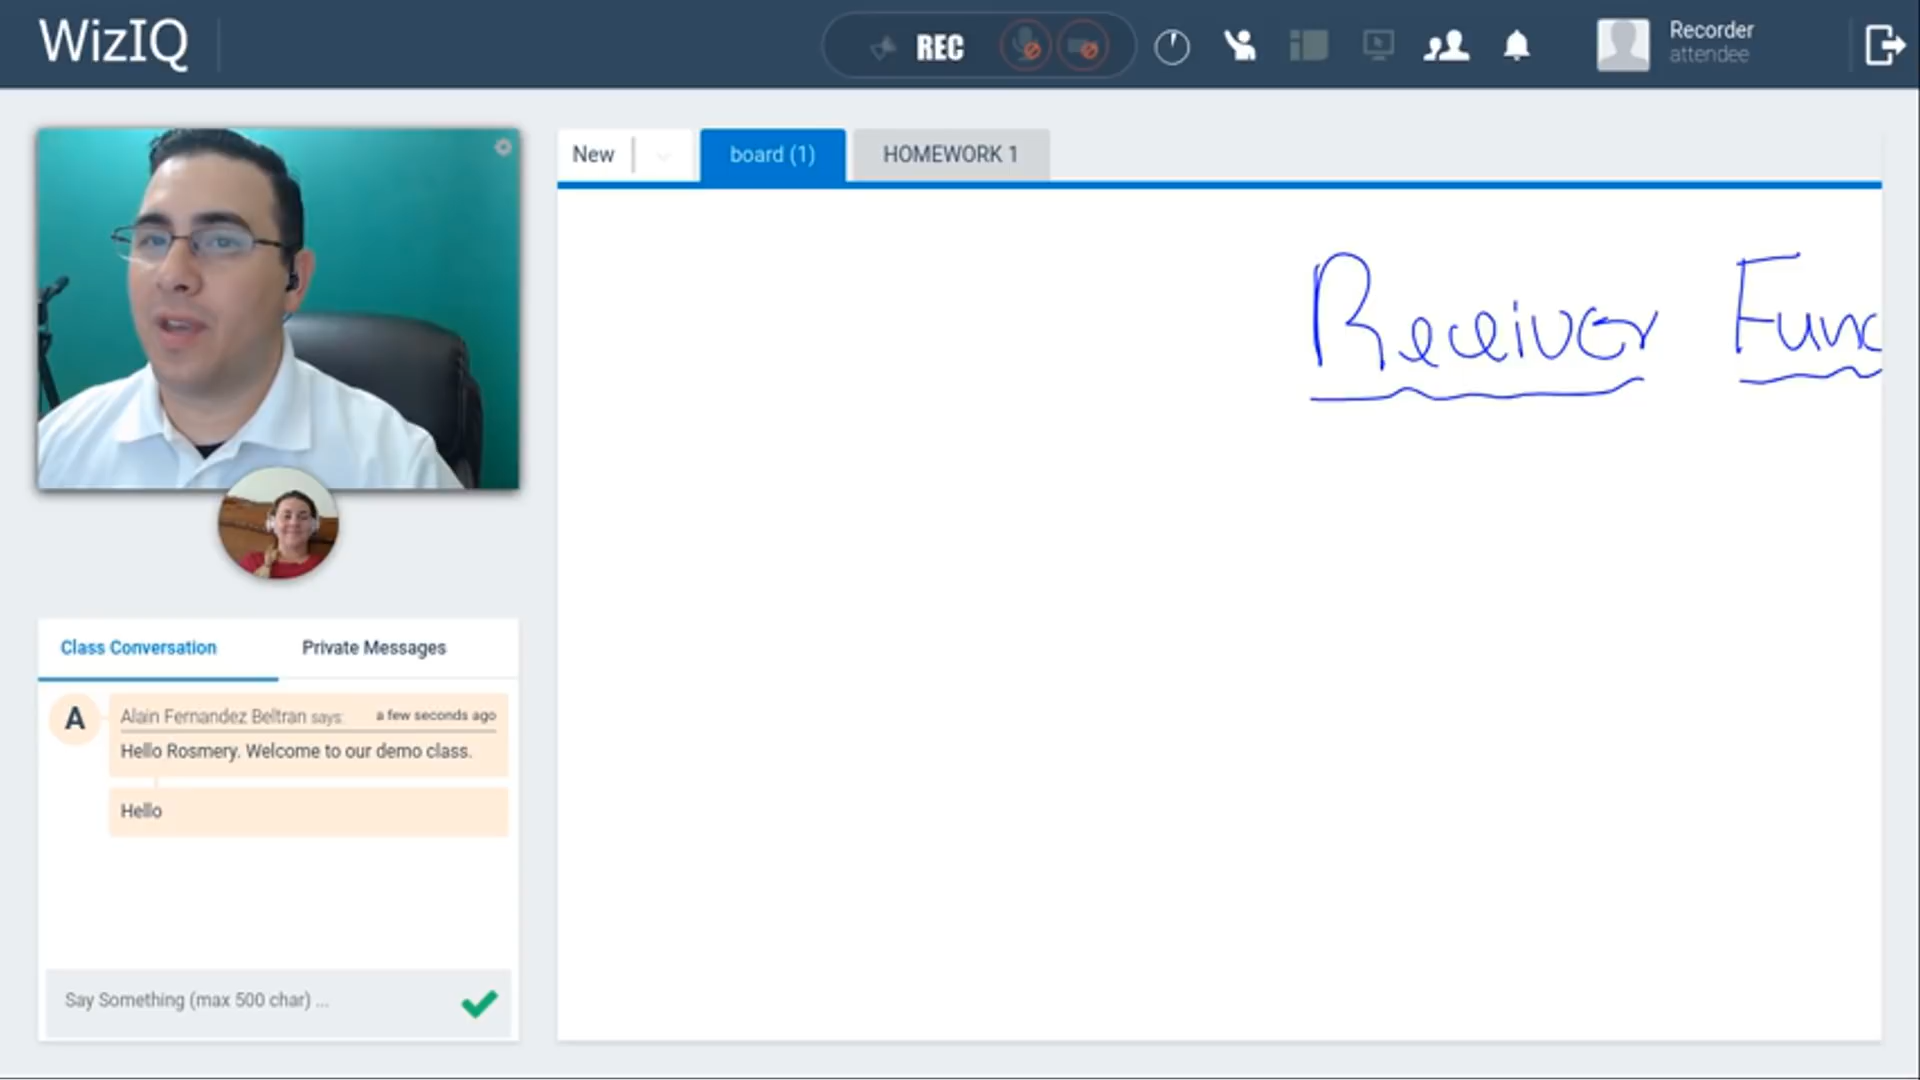 WizIQ
REC
Recorder
attendee
New
board (1)
HOMEWORK 1
Receiver Func
Class Conversation
Private Messages
A
Alain Fernandez Beltran says:
a few seconds ago
Hello Rosmery. Welcome to our demo class.
Hello
Say Something (max 500 char) ...